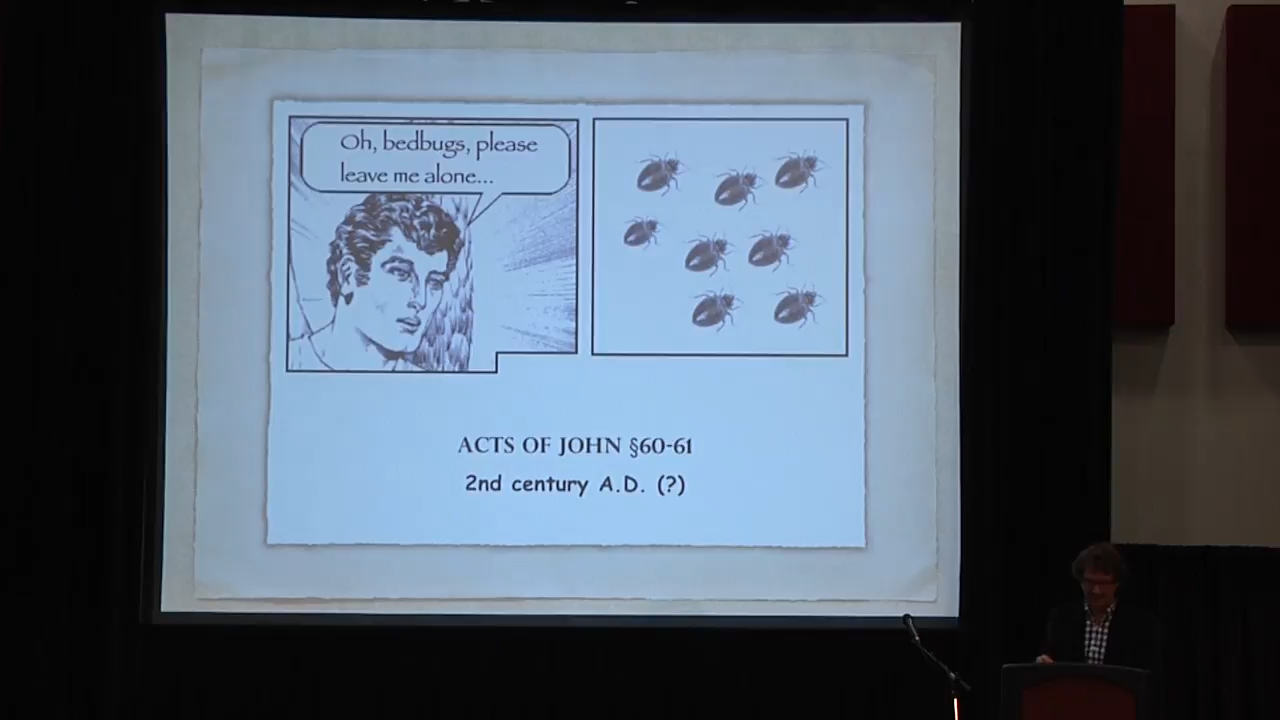 Oh, bedbugs, please
leave me alone...
ACTS OF JOHN §60-61
2nd century A.D. (?)